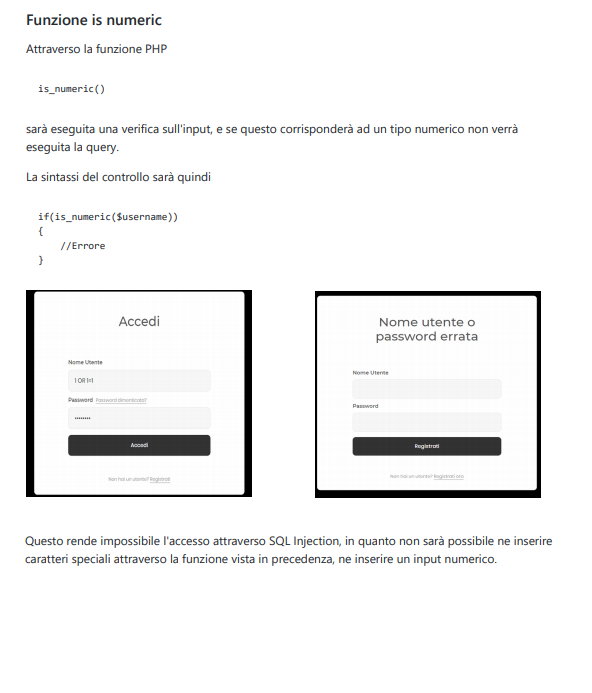 Funzione is numeric
Attraverso la funzione PHP
is_numeric()
sarà eseguita una verifica sull'input, e se questo corrisponderà ad un tipo numerico non verrà
eseguita la query.
La sintassi del controllo sarà quindi
if(is_numeric($username))
{
//Errore
}
Accedi
Nome Utente
1 OR 1=1
Password Password dimenticata?
••••••••
Accedi
Non hai un utente? Registrati
Nome utente o
password errata
Nome Utente
Password
Registrati
Non hai un utente? Registrati ora
Questo rende impossibile l'accesso attraverso SQL Injection, in quanto non sarà possibile ne inserire
caratteri speciali attraverso la funzione vista in precedenza, ne inserire un input numerico.